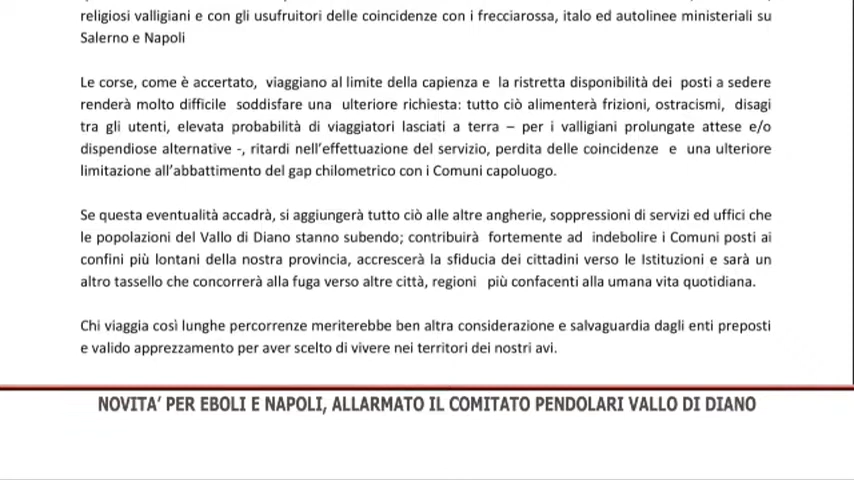 religiosi valligiani e con gli usufruitori delle coincidenze con i frecciarossa, italo ed autolinee ministeriali su
Salerno e Napoli
Le corse, come è accertato, viaggiano al limite della capienza e la ristretta disponibilità dei posti a sedere
renderà molto difficile soddisfare una ulteriore richiesta: tutto ciò alimenterà frizioni, ostracismi, disagi
tra gli utenti, elevata probabilità di viaggiatori lasciati a terra – per i valligiani prolungate attese e/o
dispendiose alternative -, ritardi nell'effettuazione del servizio, perdita delle coincidenze e una ulteriore
limitazione all'abbattimento del gap chilometrico con i Comuni capoluogo.
Se questa eventualità accadrà, si aggiungerà tutto ciò alle altre angherie, soppressioni di servizi ed uffici che
le popolazioni del Vallo di Diano stanno subendo; contribuirà fortemente ad indebolire i Comuni posti ai
confini più lontani della nostra provincia, accrescerà la sfiducia dei cittadini verso le Istituzioni e sarà un
altro tassello che concorrerà alla fuga verso altre città, regioni più confacenti alla umana vita quotidiana.
Chi viaggia così lunghe percorrenze meriterebbe ben altra considerazione e salvaguardia dagli enti preposti
e valido apprezzamento per aver scelto di vivere nei territori dei nostri avi.
NOVITA' PER EBOLI E NAPOLI, ALLARMATO IL COMITATO PENDOLARI VALLO DI DIANO